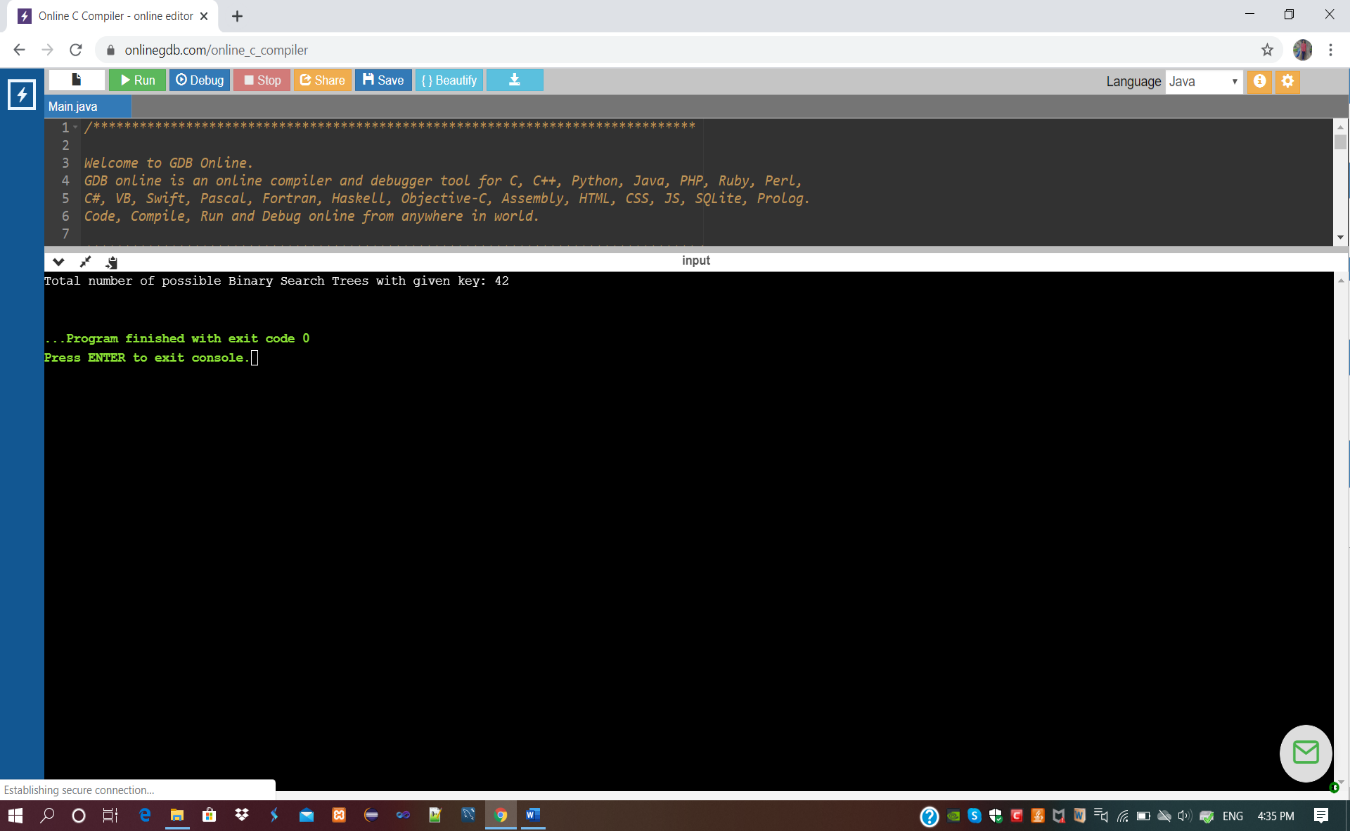 Online C Compiler - online editor
onlinegdb.com/online_c_compiler
Run Debug Stop Share Save { } Beautify Language Java
Main.java
1 /******************************************************************************
2
3 Welcome to GDB Online.
4 GDB online is an online compiler and debugger tool for C, C++, Python, Java, PHP, Ruby, Perl,
5 C#, VB, Swift, Pascal, Fortran, Haskell, Objective-C, Assembly, HTML, CSS, JS, SQLite, Prolog.
6 Code, Compile, Run and Debug online from anywhere in world.
7
input
Total number of possible Binary Search Trees with given key: 42
...Program finished with exit code 0
Press ENTER to exit console.
Establishing secure connection...
ENG 4:35 PM